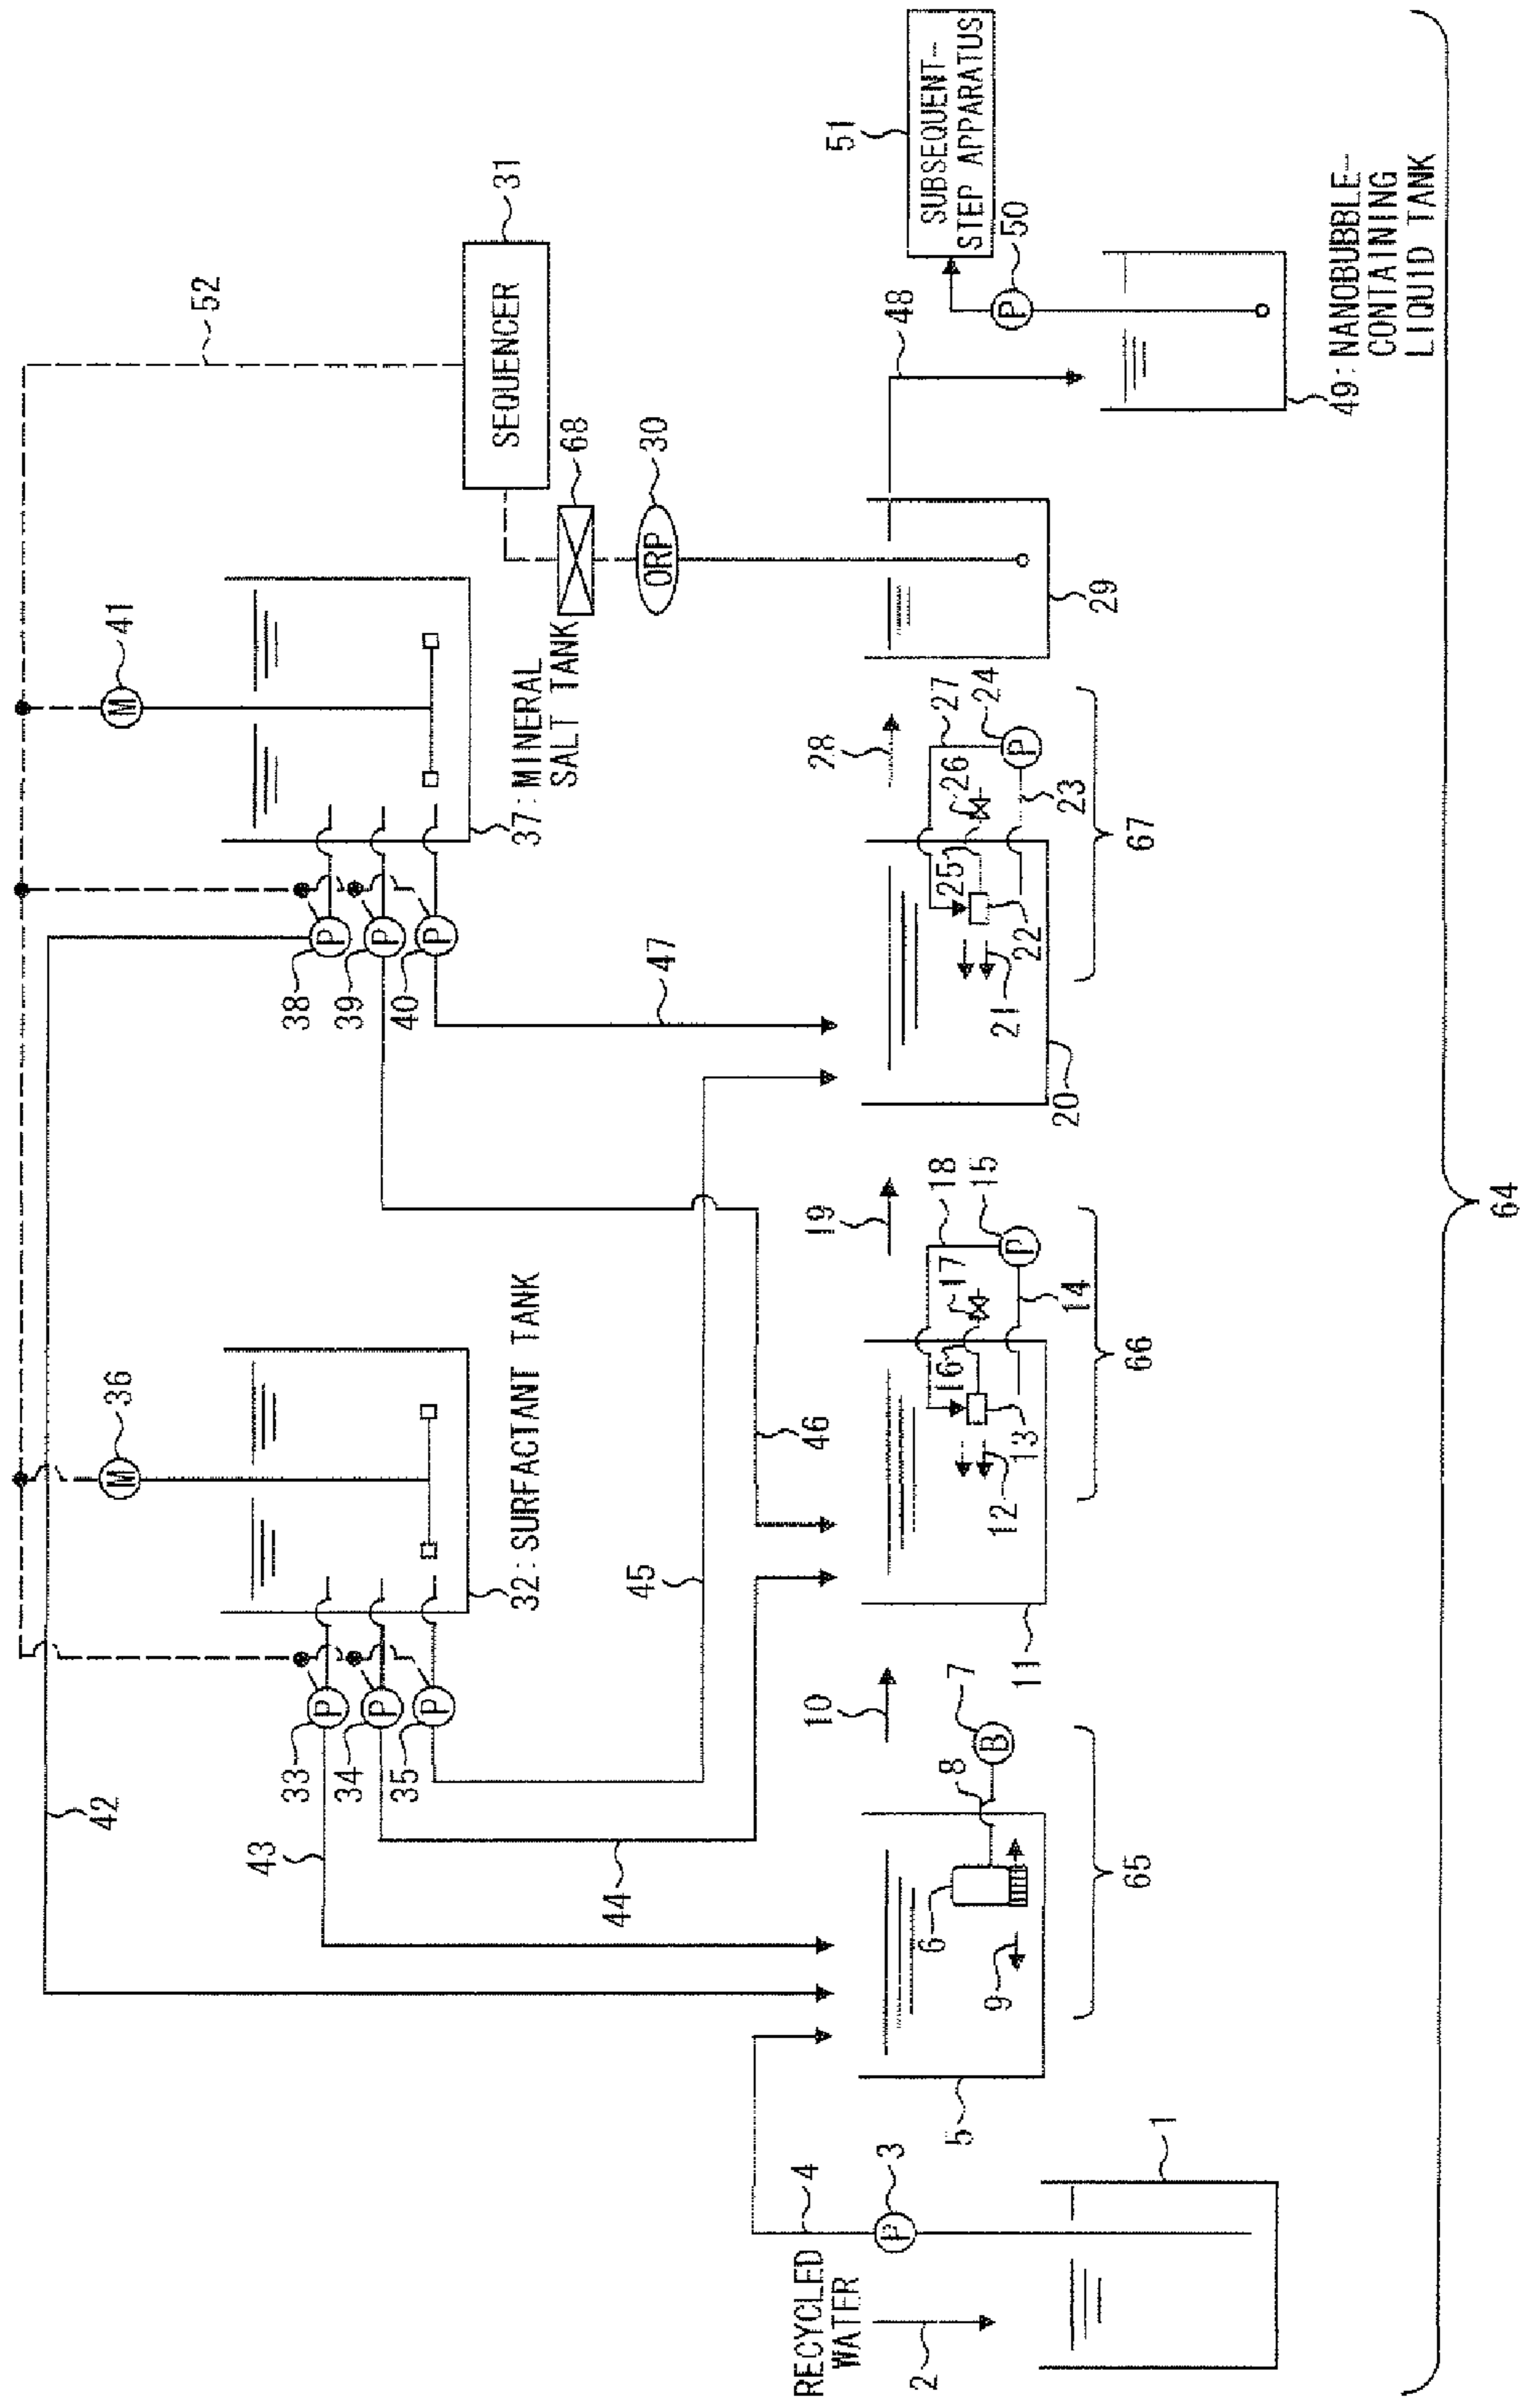 52
42
36
41
M
M
43
33
P
38
P
31
34
P
39
P
35
P
40
P
SEQUENCER
32:SURFACTANT TANK
37:MINERAL
SALT TANK
68
44
45
47
30
ORP
RECYCLED
WATER
4
10
46
19
28
48
51
2
3
P
6
8
7
B
16
17
18
15
P
25
26
27
24
P
SUBSEQUENT-
STEP APPARATUS
50
P
5
9
12
13
14
21
22
23
11
20
29
1
65
66
67
49:NANOBUBBLE-
CONTAINING
LIQUID TANK
64